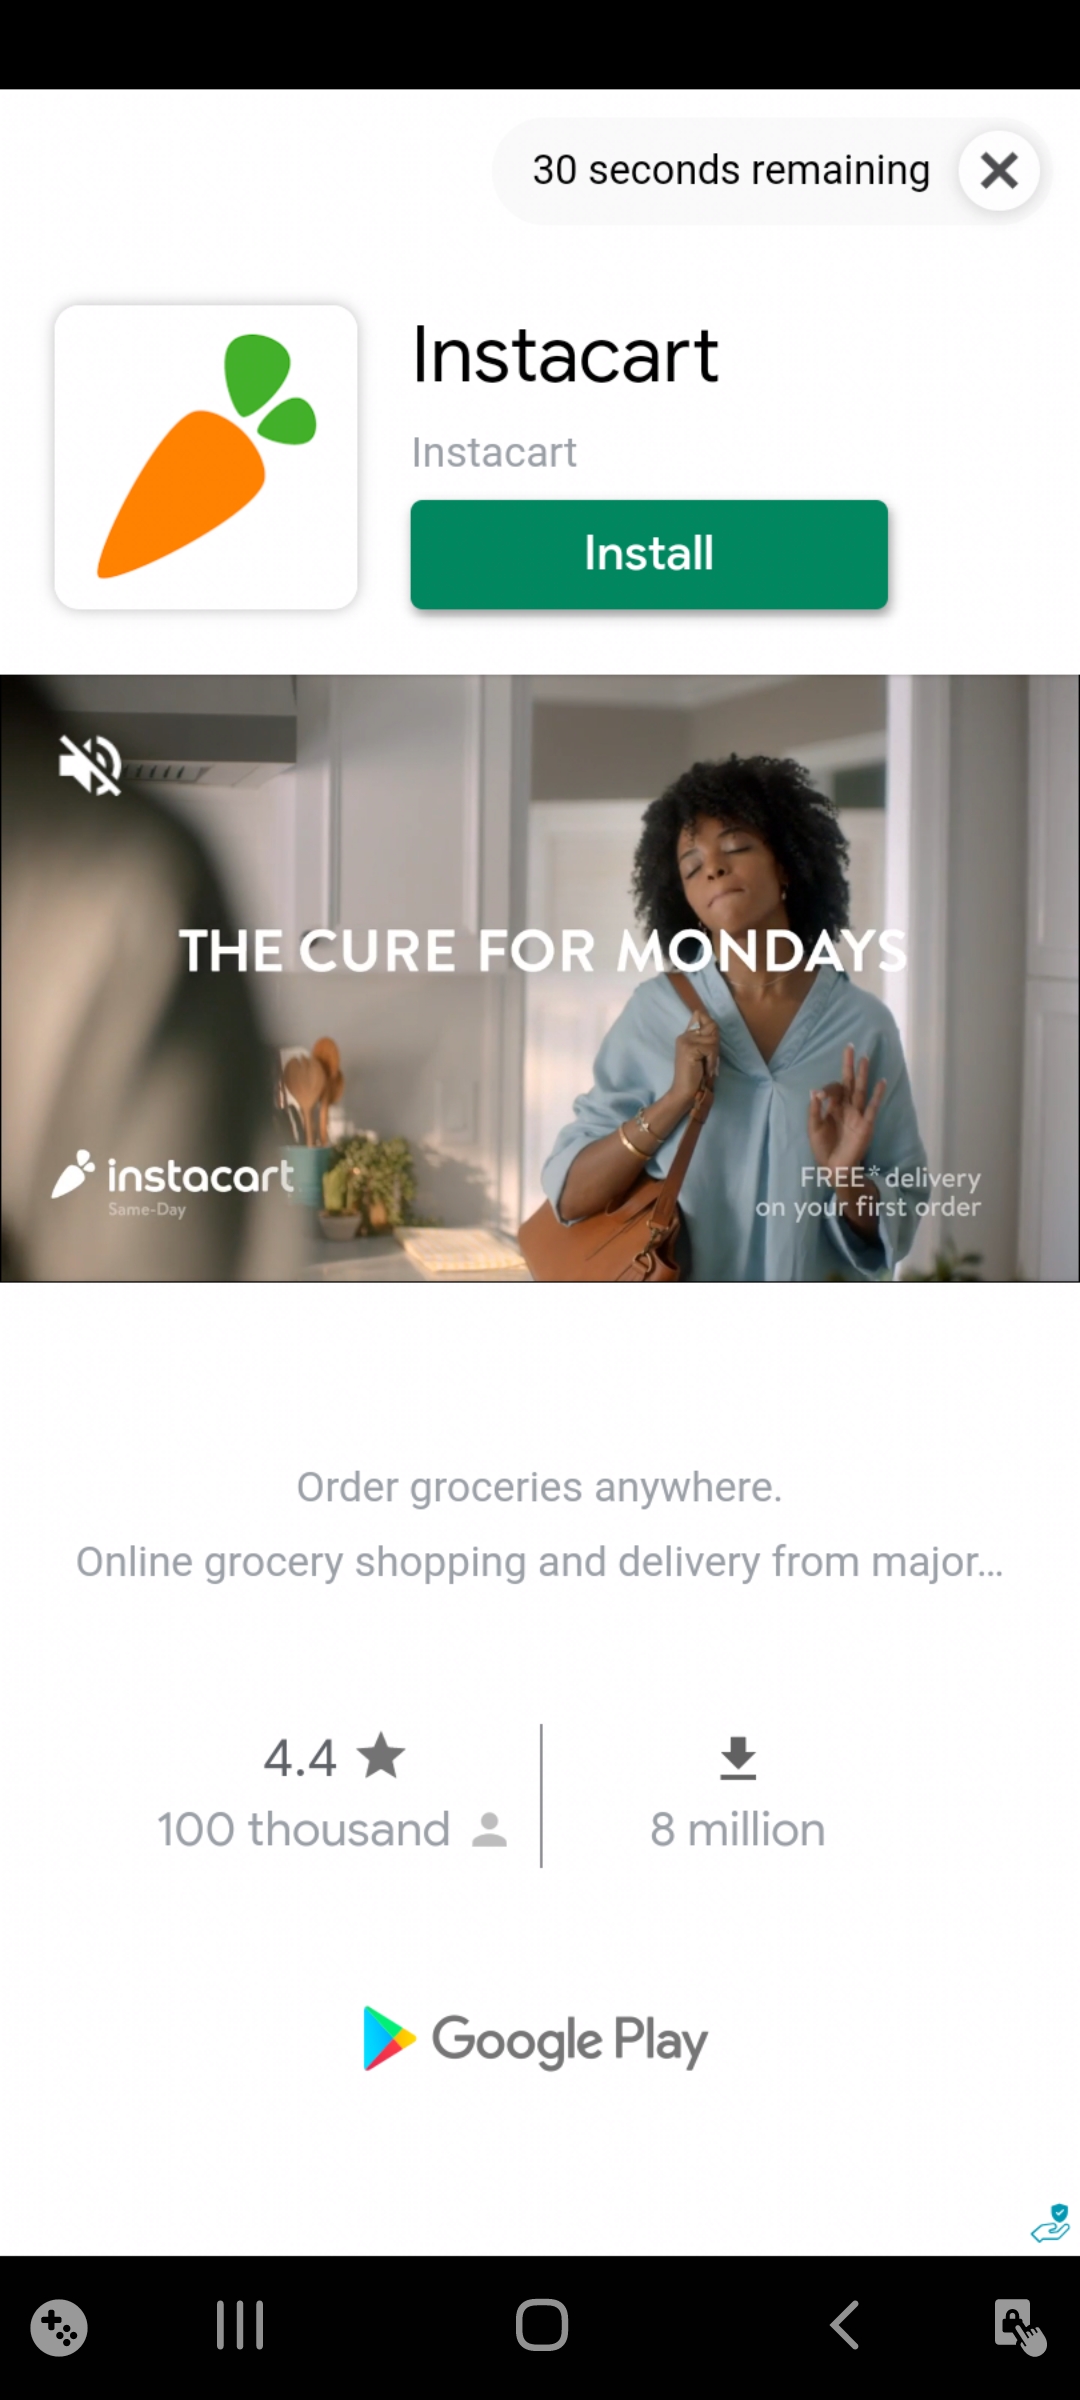 30 seconds remaining
Instacart
Instacart
Install
THE CURE FOR MONDAYS
instacart
Same-Day
FREE* delivery
on your first order
Order groceries anywhere.
Online grocery shopping and delivery from major...
4.4
100 thousand
8 million
Google Play